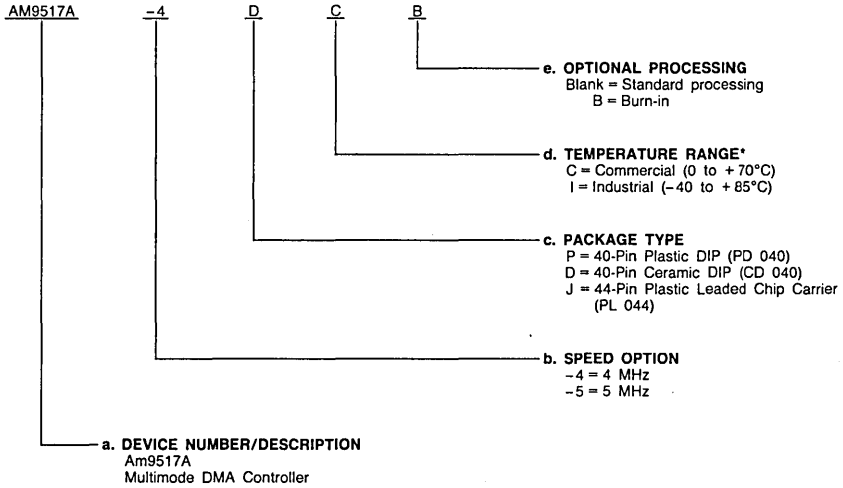 AM9517A -4 D C B
e. OPTIONAL PROCESSING
Blank = Standard processing
B = Burn-in
d. TEMPERATURE RANGE*
C = Commercial (0 to +70°C)
I = Industrial (-40 to +85°C)
c. PACKAGE TYPE
P = 40-Pin Plastic DIP (PD 040)
D = 40-Pin Ceramic DIP (CD 040)
J = 44-Pin Plastic Leaded Chip Carrier
(PL 044)
b. SPEED OPTION
-4 = 4 MHz
-5 = 5 MHz
a. DEVICE NUMBER/DESCRIPTION
Am9517A
Multimode DMA Controller